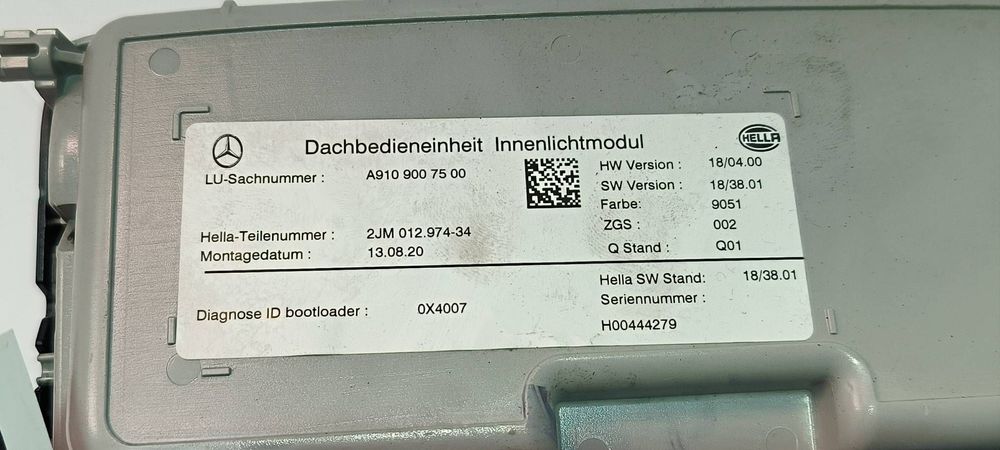 Dachbedieneinheit Innenlichtmodul
HELLA
LU-Sachnummer : A910 900 75 00
HW Version : 18/04.00
SW Version : 18/38.01
Farbe: 9051
ZGS : 002
Hella-Teilenummer : 2JM 012.974-34
Montagedatum : 13.08.20
Q Stand : Q01
Hella SW Stand: 18/38.01
Seriennummer :
Diagnose ID bootloader : 0X4007
H00444279